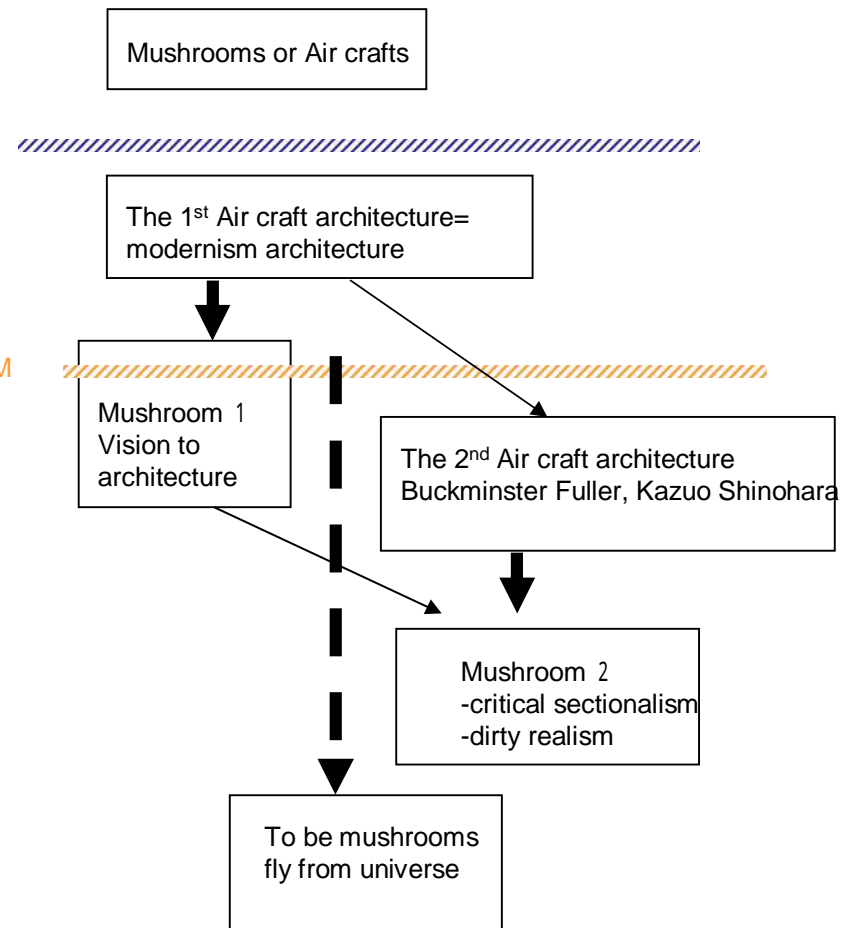 Mushrooms or Air crafts
The 1st Air craft architecture=
modernism architecture
M
Mushroom 1
Vision to
architecture
The 2nd Air craft architecture
Buckminster Fuller, Kazuo Shinohara
Mushroom 2
-critical sectionalism
-dirty realism
To be mushrooms
fly from universe